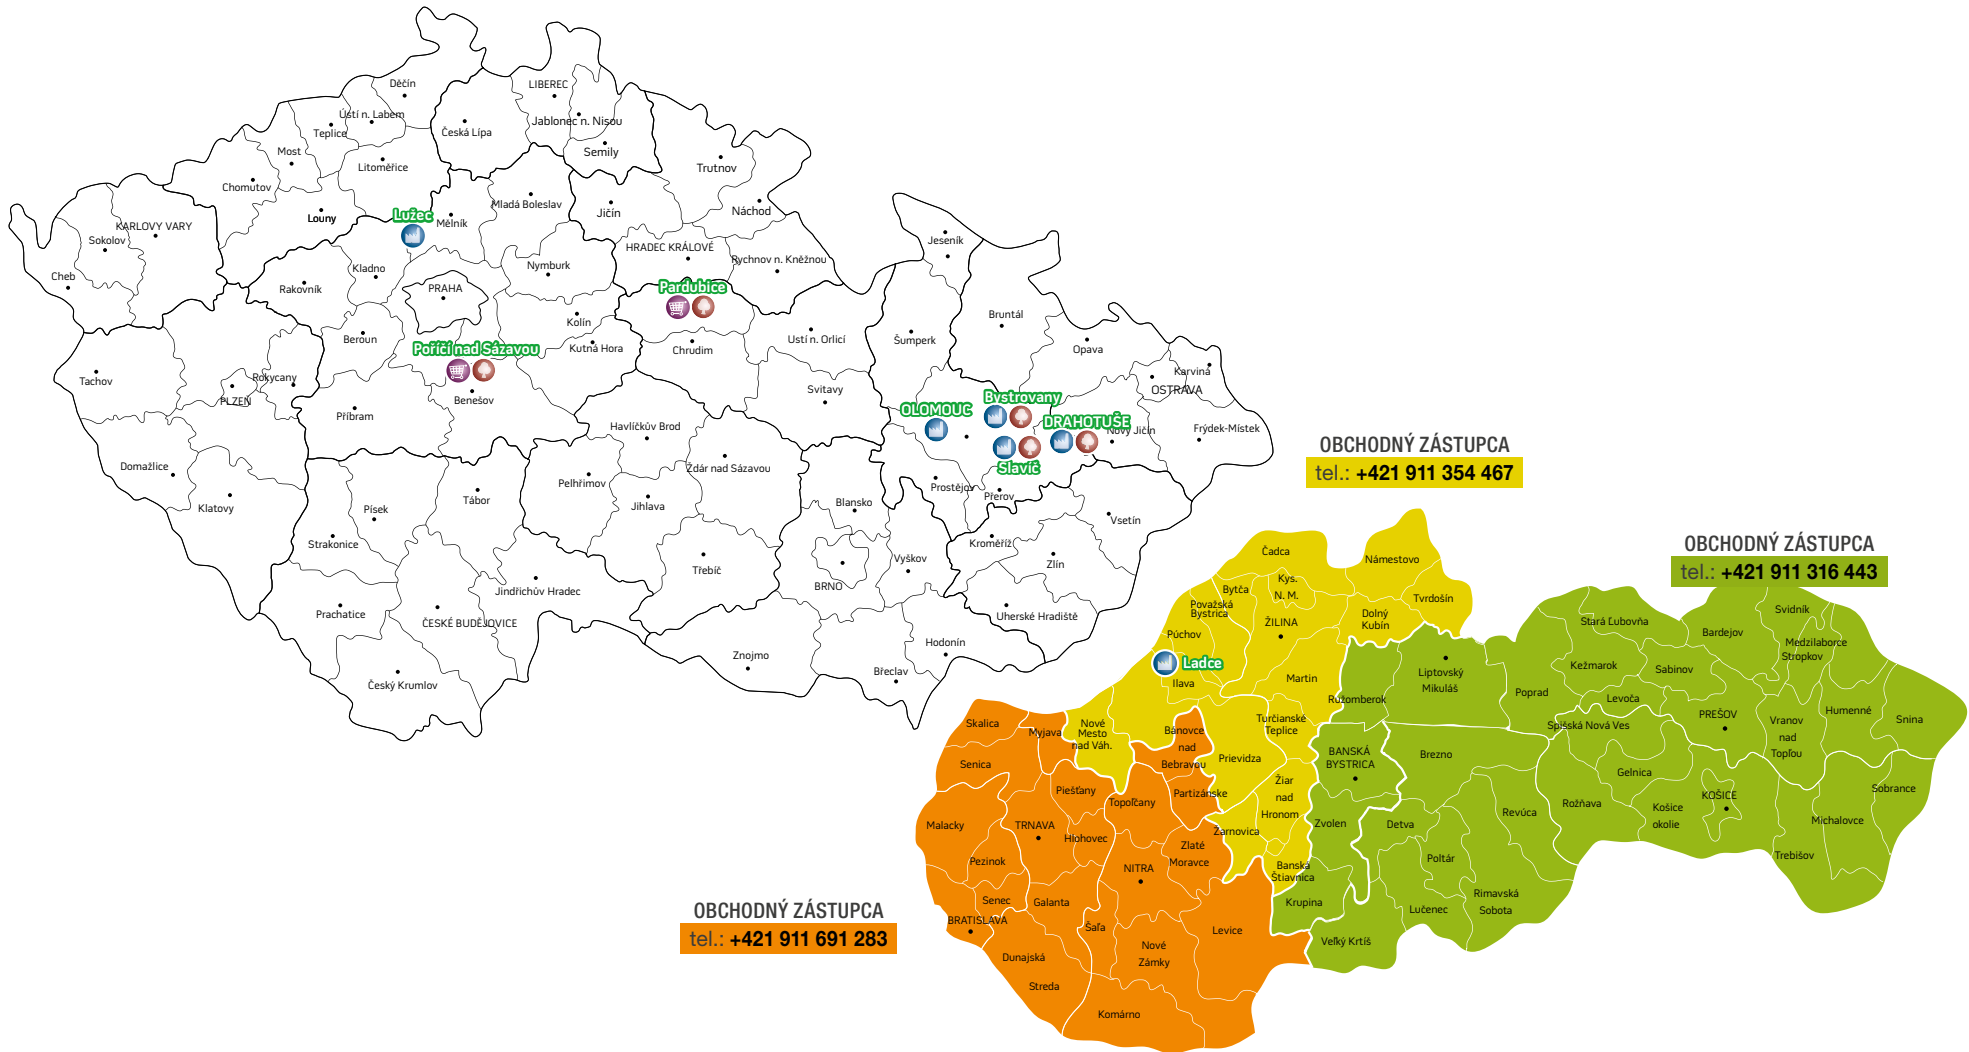 Děčín
LIBEREC
Ústí n. Labem
Jablonec n. Nisou
Teplice
Česká Lípa
Most
Semily
Litoměřice
Trutnov
Chomutov
Mladá Boleslav
Louny
Lužec
Mělník
Jičín
Náchod
KARLOVY VARY
Sokolov
HRADEC KRÁLOVÉ
Jeseník
Rychnov n. Kněžnou
Cheb
Kladno
Nymburk
Rakovník
PRAHA
Pardubice
Bruntál
Kolín
Beroun
Poříčí nad Sázavou
Kutná Hora
Chrudim
Ustí n. Orlicí
Šumperk
Opava
Tachov
Rokycany
Karviná
PLZEŇ
Benešov
Svitavy
OSTRAVA
Příbram
Bystrovany
OLOMOUC
DRAHOTUŠE
Nový Jičín
Frýdek-Místek
Havlíčkův Brod
Domažlice
Žďár nad Sázavou
Slavíč
Pelhřimov
Prostějov
Přerov
Klatovy
Písek
Tábor
Jihlava
Blansko
Vsetín
Strakonice
Kroměříž
Třebíč
Vyškov
Zlín
BRNO
Jindřichův Hradec
Prachatice
ČESKÉ BUDĚJOVICE
Uherské Hradiště
Hodonín
Znojmo
Břeclav
Český Krumlov
OBCHODNÝ ZÁSTUPCA
tel.: +421 911 354 467
OBCHODNÝ ZÁSTUPCA
tel.: +421 911 316 443
Čadca
Námestovo
Kys.
N. M.
Bytča
Tvrdošín
Považská
Bystrica
Dolný
Kubín
ŽILINA
Púchov
Ladce
Ilava
Martin
Turčianske
Teplice
Nové
Mesto
nad Váh.
Prievidza
Žiar
nad
Hronom
Žarnovica
Banská
Štiavnica
Svidník
Stará Ľubovňa
Bardejov
Medzilaborce
Stropkov
Kežmarok
Sabinov
Liptovský
Mikuláš
Ružomberok
Poprad
Levoča
PREŠOV
Humenné
Snina
Spišská Nová Ves
Vranov
nad
Topľou
BANSKÁ
BYSTRICA
Brezno
Gelnica
KOŠICE
Sobrance
Rožňava
Košice
okolie
Revúca
Michalovce
Zvolen
Detva
Trebišov
Poltár
Rimavská
Sobota
Krupina
Lučenec
Veľký Krtíš
Skalica
Myjava
Bánovce
nad
Bebravou
Senica
Piešťany
Topoľčany
Partizánske
Malacky
TRNAVA
Hlohovec
Zlaté
Moravce
Pezinok
NITRA
Senec
Galanta
BRATISLAVA
Šaľa
Levice
Nové
Zámky
Dunajská
Streda
Komárno
OBCHODNÝ ZÁSTUPCA
tel.: +421 911 691 283